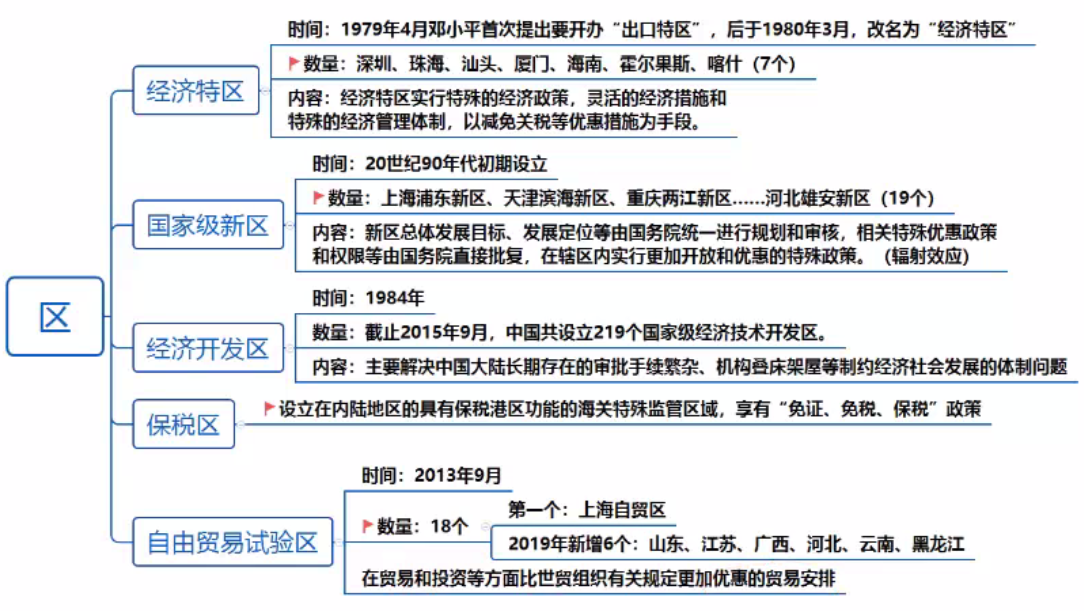 区
经济特区
时间：1979年4月邓小平首次提出要开办“出口特区”，后于1980年3月，改名为“经济特区”
数量：深圳、珠海、汕头、厦门、海南、霍尔果斯、喀什（7个）
内容：经济特区实行特殊的经济政策，灵活的经济措施和
特殊的经济管理体制，以减免关税等优惠措施为手段。
国家级新区
时间：20世纪90年代初期设立
数量：上海浦东新区、天津滨海新区、重庆两江新区......河北雄安新区（19个）
内容：新区总体发展目标、发展定位等由国务院统一进行规划和审核，相关特殊优惠政策
和权限等由国务院直接批复，在辖区内实行更加开放和优惠的特殊政策。（辐射效应）
经济开发区
时间：1984年
数量：截止2015年9月，中国共设立219个国家级经济技术开发区。
内容：主要解决中国大陆长期存在的审批手续繁杂、机构叠床架屋等制约经济社会发展的体制问题
保税区
设立在内陆地区的具有保税港区功能的海关特殊监管区域，享有“免证、免税、保税”政策
自由贸易试验区
时间：2013年9月
数量：18个
第一个：上海自贸区
2019年新增6个：山东、江苏、广西、河北、云南、黑龙江
在贸易和投资等方面比世贸组织有关规定更加优惠的贸易安排